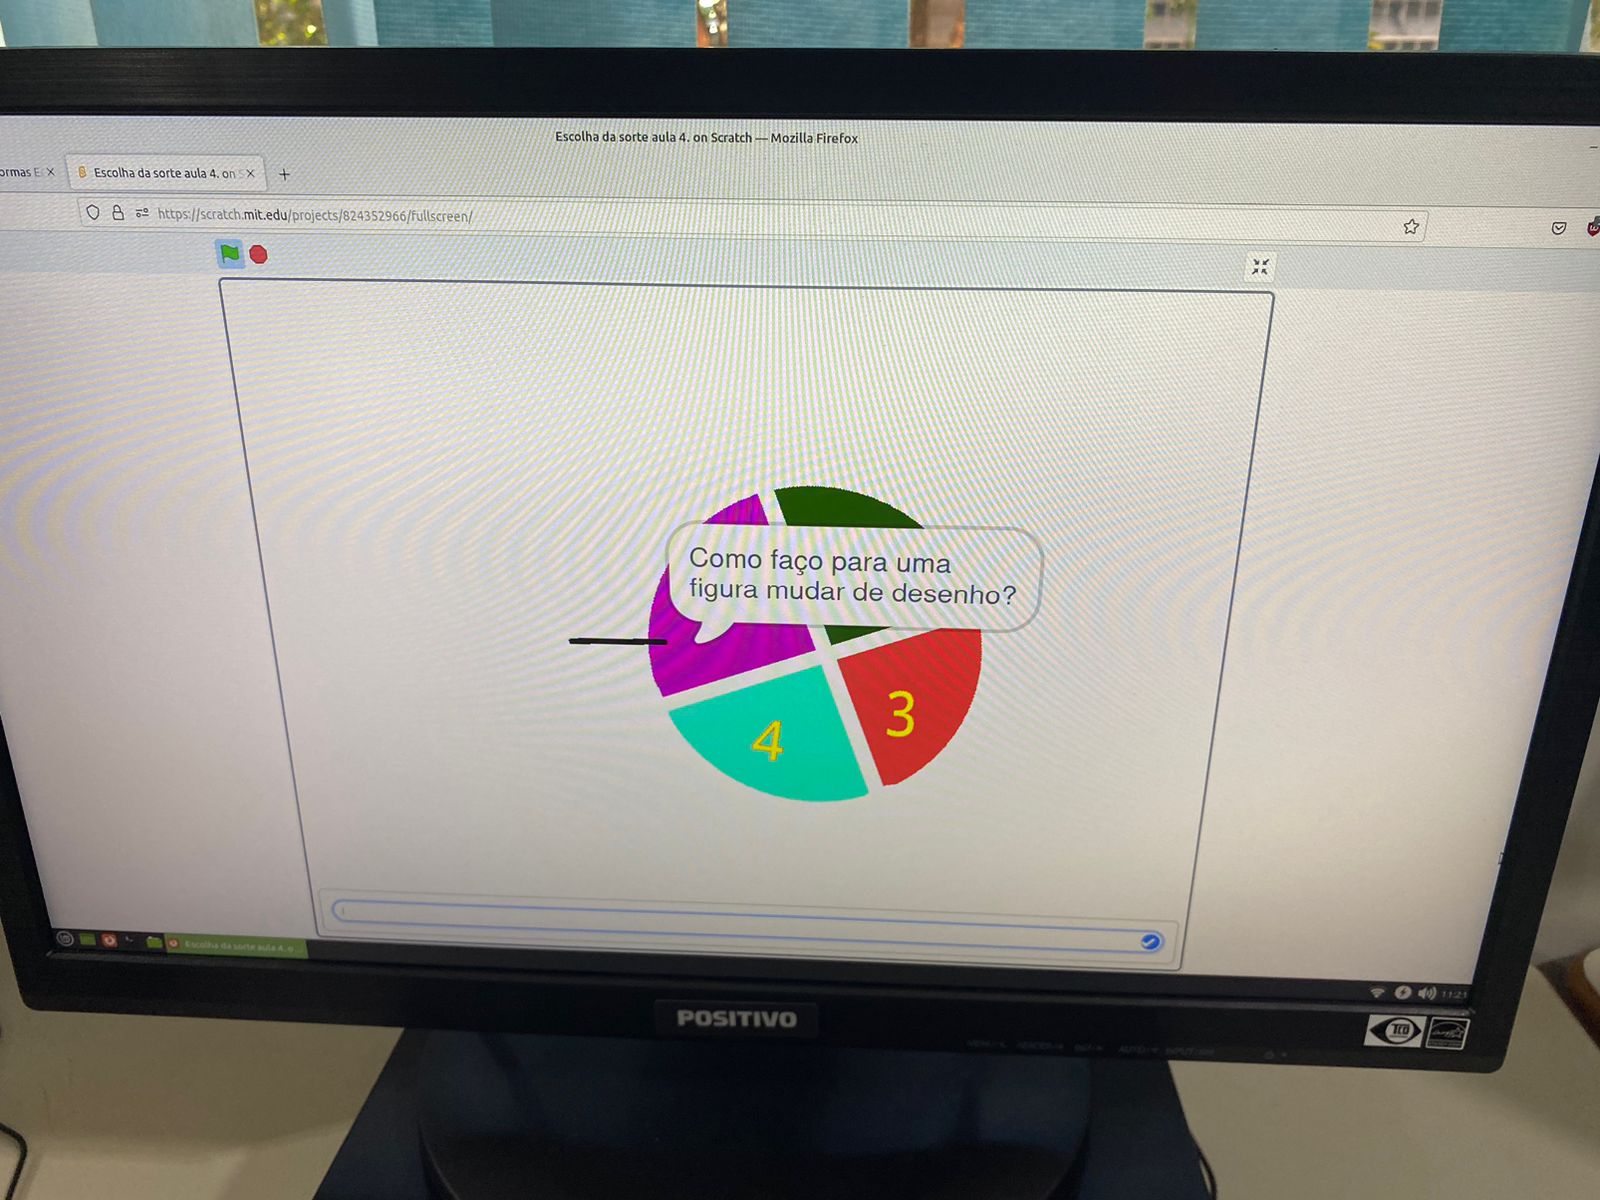 Escolha da sorte aula 4. on Scratch — Mozilla Firefox
ormas E
Escolha da sorte aula 4. on S
https://scratch.mit.edu/projects/824352966/fullscreen/
Como faço para uma
figura mudar de desenho?
4
3
Escolha da sorte aula 4. o...
11:21
POSITIVO
TCO